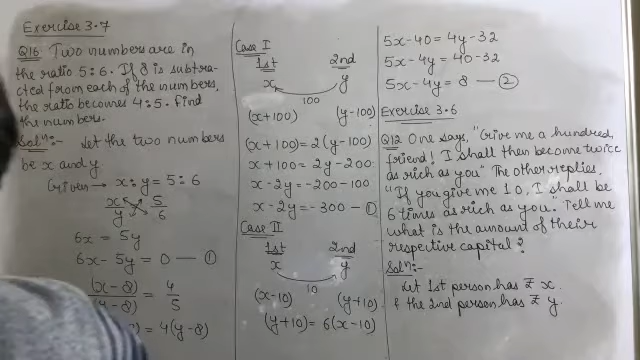 Exercise 3.7
Q16 Two numbers are in
the ratio 5:6. If 8 is subtra-
cted from each of the numbers,
the ratio becomes 4:5. find
the numbers.
Solⁿ:- Let the two numbers
be x and y.
Given → x:y = 5:6
x/y = 5/6
6x = 5y
6x - 5y = 0 — ①
(x-8)/(y-8) = 4/5
= 4(y-8)
Case I
1st 2nd
x y
100
(x+100) (y-100)
(x+100) = 2(y-100)
x+100 = 2y-200
x-2y = -200-100
x-2y = -300 — ①
Case II
1st 2nd
x y
10
(x-10) (y+10)
(y+10) = 6(x-10)
5x-40 = 4y-32
5x-4y = 40-32
5x-4y = 8 — ②
Exercise 3.6
Q12 One says, "Give me a hundred,
friend! I shall then become twice
as rich as you". The other replies,
"If you give me 10, I shall be
6 times as rich as you". Tell me
what is the amount of their
respective capital?
Solⁿ:-
Let 1st person has ₹ x.
& the 2nd person has ₹ y.